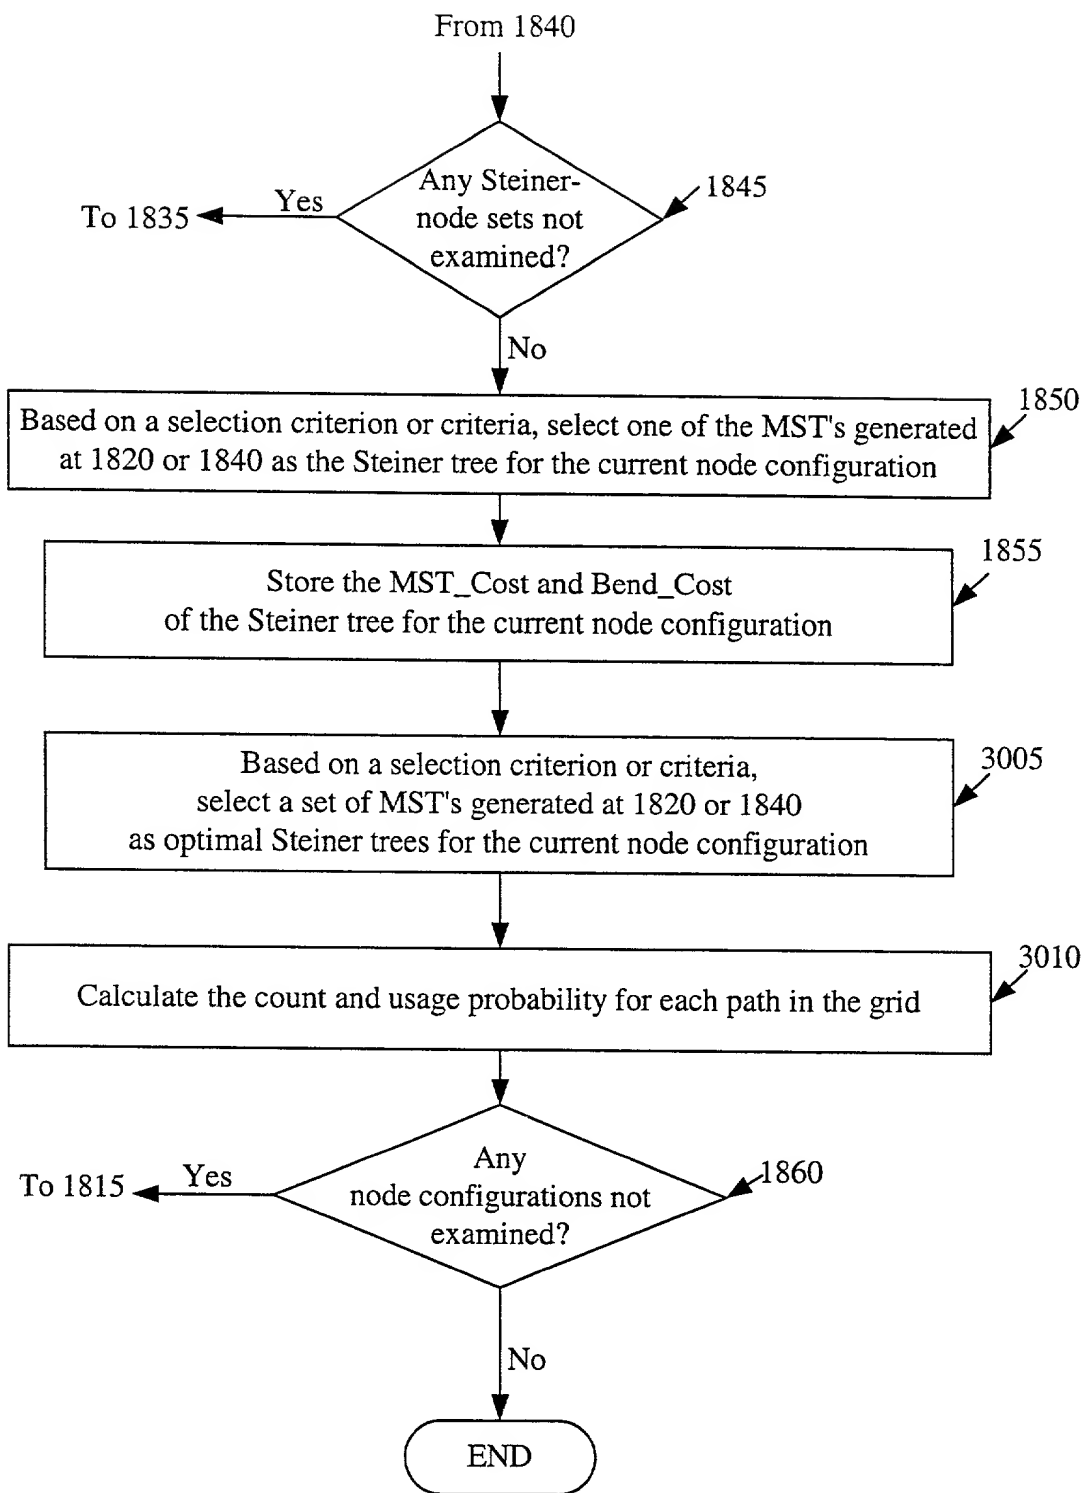 From 1840
Any Steiner-
node sets not
examined?
1845
Yes
To 1835
No
1850
Based on a selection criterion or criteria, select one of the MST's generated
at 1820 or 1840 as the Steiner tree for the current node configuration
1855
Store the MST_Cost and Bend_Cost
of the Steiner tree for the current node configuration
3005
Based on a selection criterion or criteria,
select a set of MST's generated at 1820 or 1840
as optimal Steiner trees for the current node configuration
3010
Calculate the count and usage probability for each path in the grid
Any
node configurations not
examined?
1860
Yes
To 1815
No
END